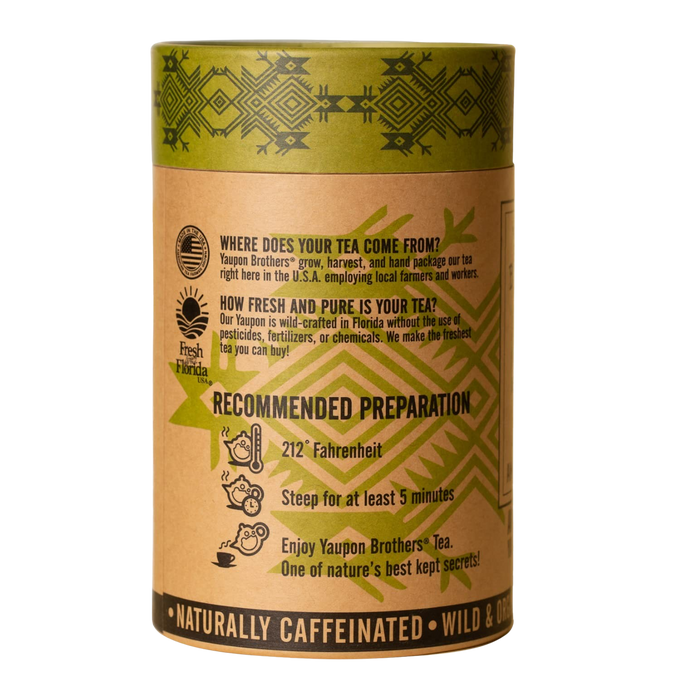 WHERE DOES YOUR TEA COME FROM?
Yaupon Brothers® grow, harvest, and hand package our tea
right here in the U.S.A. employing local farmers and workers.
HOW FRESH AND PURE IS YOUR TEA?
Our Yaupon is wild-crafted in Florida without the use of
pesticides, fertilizers, or chemicals. We make the freshest
tea you can buy!
Fresh
Florida
USA®
RECOMMENDED PREPARATION
212° Fahrenheit
Steep for at least 5 minutes
Enjoy Yaupon Brothers® Tea.
One of nature's best kept secrets!
•NATURALLY CAFFEINATED • WILD &